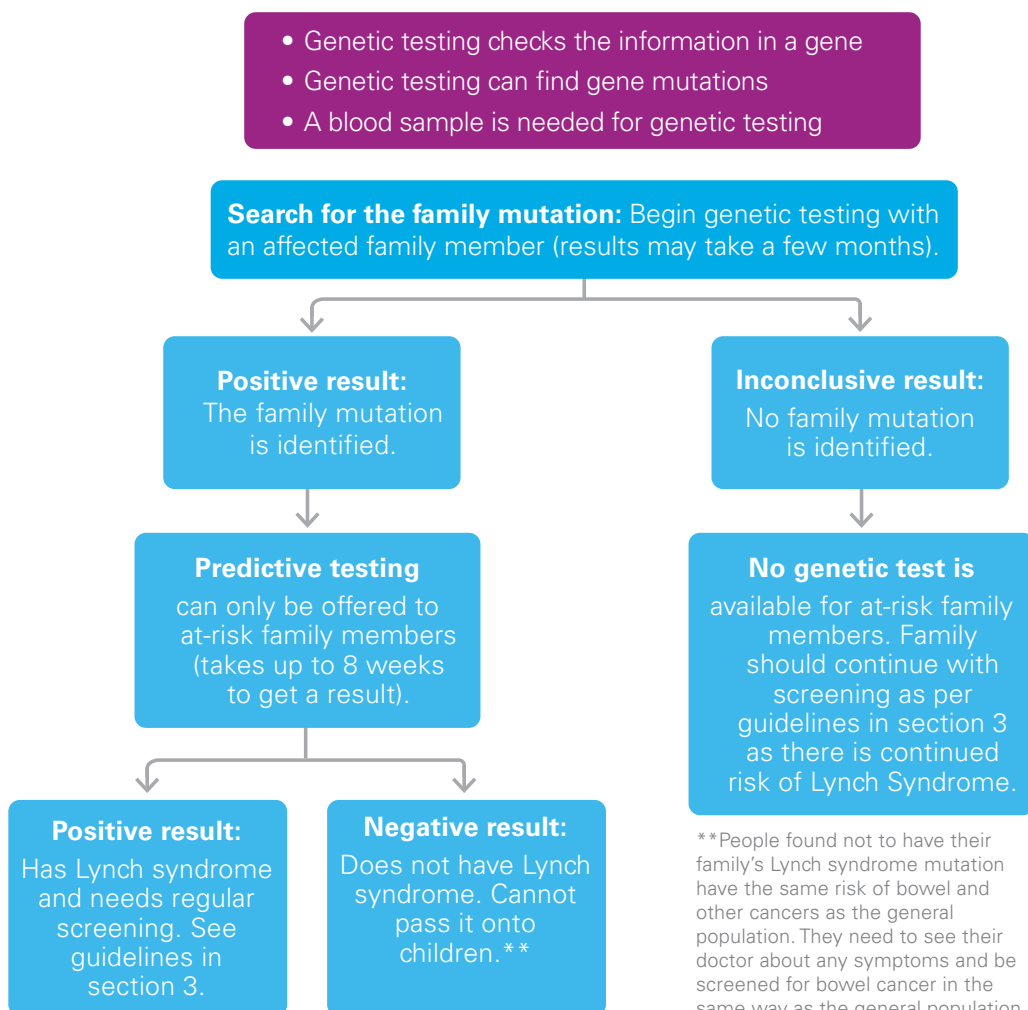 • Genetic testing checks the information in a gene
• Genetic testing can find gene mutations
• A blood sample is needed for genetic testing
Search for the family mutation: Begin genetic testing with
an affected family member (results may take a few months).
Positive result:
The family mutation
is identified.
Inconclusive result:
No family mutation
is identified.
Predictive testing
can only be offered to
at-risk family members
(takes up to 8 weeks
to get a result).
No genetic test is
available for at-risk family
members. Family
should continue with
screening as per
guidelines in section 3
as there is continued
risk of Lynch Syndrome.
Positive result:
Has Lynch syndrome
and needs regular
screening. See
guidelines in
section 3.
Negative result:
Does not have Lynch
syndrome. Cannot
pass it onto
children.**
**People found not to have their
family's Lynch syndrome mutation
have the same risk of bowel and
other cancers as the general
population. They need to see their
doctor about any symptoms and be
screened for bowel cancer in the
same way as the general population